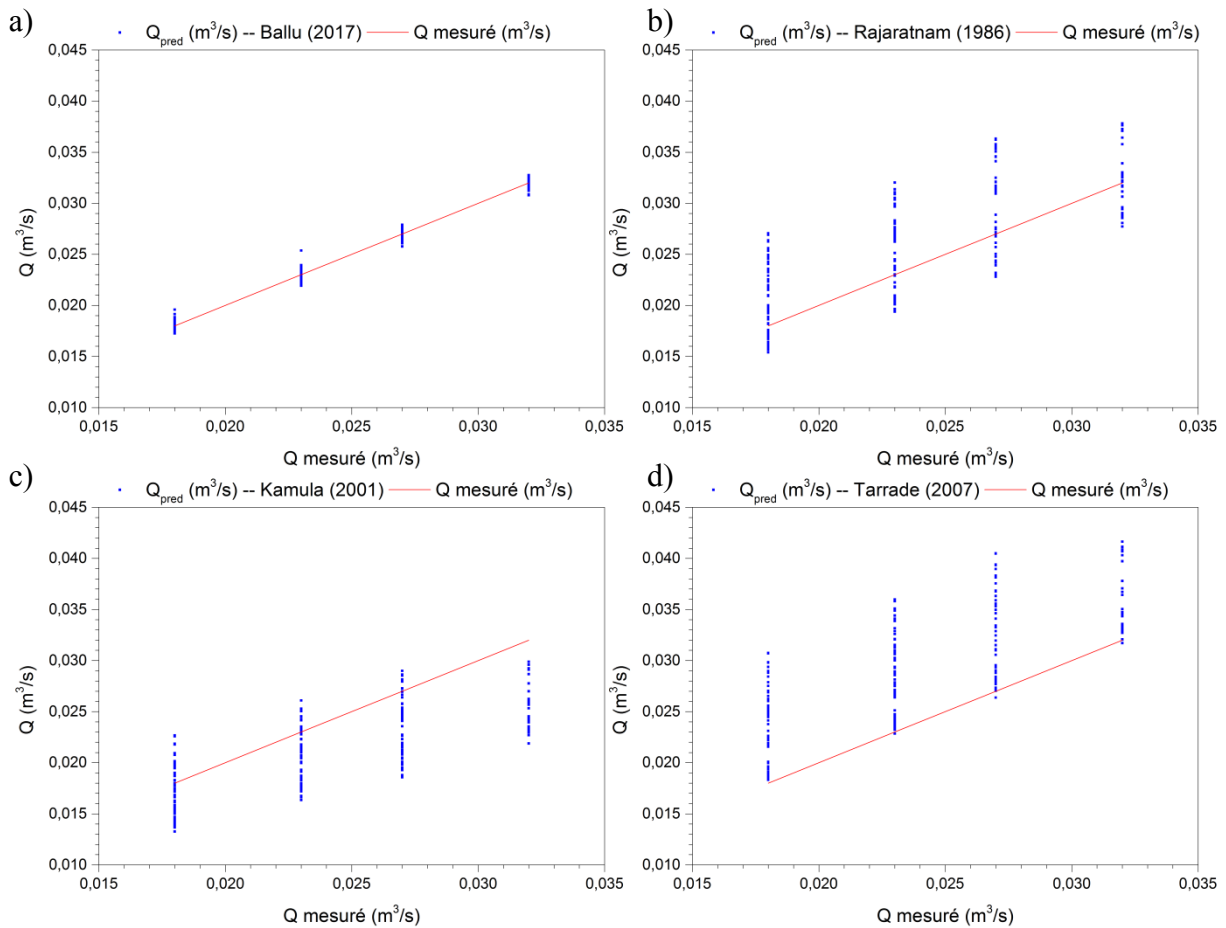 a)
Q_pred (m³/s) -- Ballu (2017) Q mesuré (m³/s)
0,045
0,040
0,035
0,030
0,025
0,020
0,015
0,010
Q (m³/s)
0,015 0,020 0,025 0,030 0,035
Q mesuré (m³/s)
b)
Q_pred (m³/s) -- Rajaratnam (1986) Q mesuré (m³/s)
0,045
0,040
0,035
0,030
0,025
0,020
0,015
0,010
Q (m³/s)
0,015 0,020 0,025 0,030 0,035
Q mesuré (m³/s)
c)
Q_pred (m³/s) -- Kamula (2001) Q mesuré (m³/s)
0,045
0,040
0,035
0,030
0,025
0,020
0,015
0,010
Q (m³/s)
0,015 0,020 0,025 0,030 0,035
Q mesuré (m³/s)
d)
Q_pred (m³/s) -- Tarrade (2007) Q mesuré (m³/s)
0,045
0,040
0,035
0,030
0,025
0,020
0,015
0,010
Q (m³/s)
0,015 0,020 0,025 0,030 0,035
Q mesuré (m³/s)